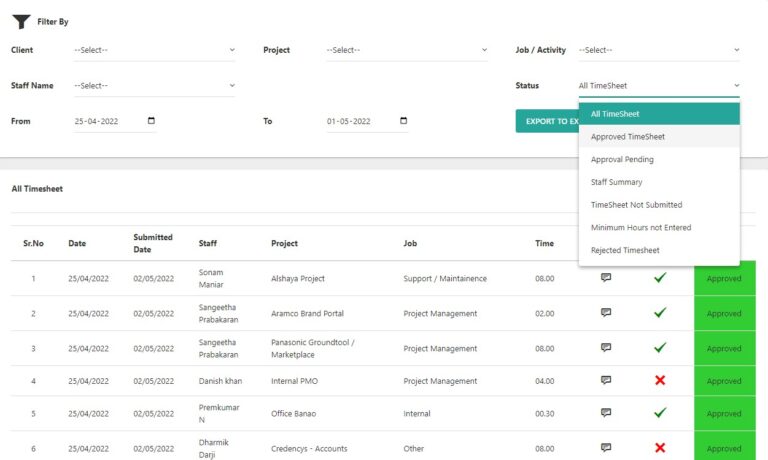 Filter By
Client --Select-- Project --Select-- Job / Activity --Select--
Staff Name --Select-- Status All TimeSheet
From 25-04-2022 To 01-05-2022 EXPORT TO
All TimeSheet
Approved TimeSheet
Approval Pending
Staff Summary
TimeSheet Not Submitted
Minimum Hours not Entered
Rejected Timesheet
All Timesheet
Sr.No Date Submitted Date Staff Project Job Time
1 25/04/2022 02/05/2022 Sonam Maniar Alshaya Project Support / Maintainence 08.00 Approved
2 25/04/2022 02/05/2022 Sangeetha Prabakaran Aramco Brand Portal Project Management 02.00 Approved
3 25/04/2022 02/05/2022 Sangeetha Prabakaran Panasonic Groundtool / Marketplace Project Management 08.00 Approved
4 25/04/2022 02/05/2022 Danish khan Internal PMO Project Management 04.00 Approved
5 25/04/2022 02/05/2022 Premkumar N Office Banao Internal 00.30 Approved
6 25/04/2022 02/05/2022 Dharmik Darji Credencys - Accounts Other 08.00 Approved